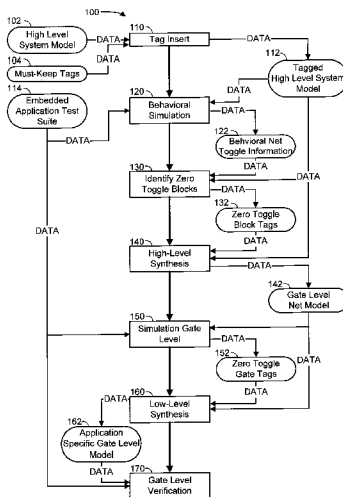 100
102
High Level
System Model
DATA
110
Tag Insert
DATA
104
Must-Keep Tags
DATA
112
Tagged
High Level System
Model
114
Embedded
Application Test
Suite
DATA
120
Behavioral
Simulation
DATA
DATA
122
Behvioral Net
Toggle Information
DATA
130
Identify Zero
Toggle Blocks
DATA
DATA
132
Zero Toggle
Block Tags
DATA
140
High-Level
Synthesis
DATA
142
Gate Level
Net Model
150
Simulation Gate
Level
DATA
DATA
152
Zero Toggle
Gate Tags
DATA
DATA
160
Low-Level
Synthesis
DATA
162
Application
Specific Gate Level
Model
DATA
170
Gate Level
Verification